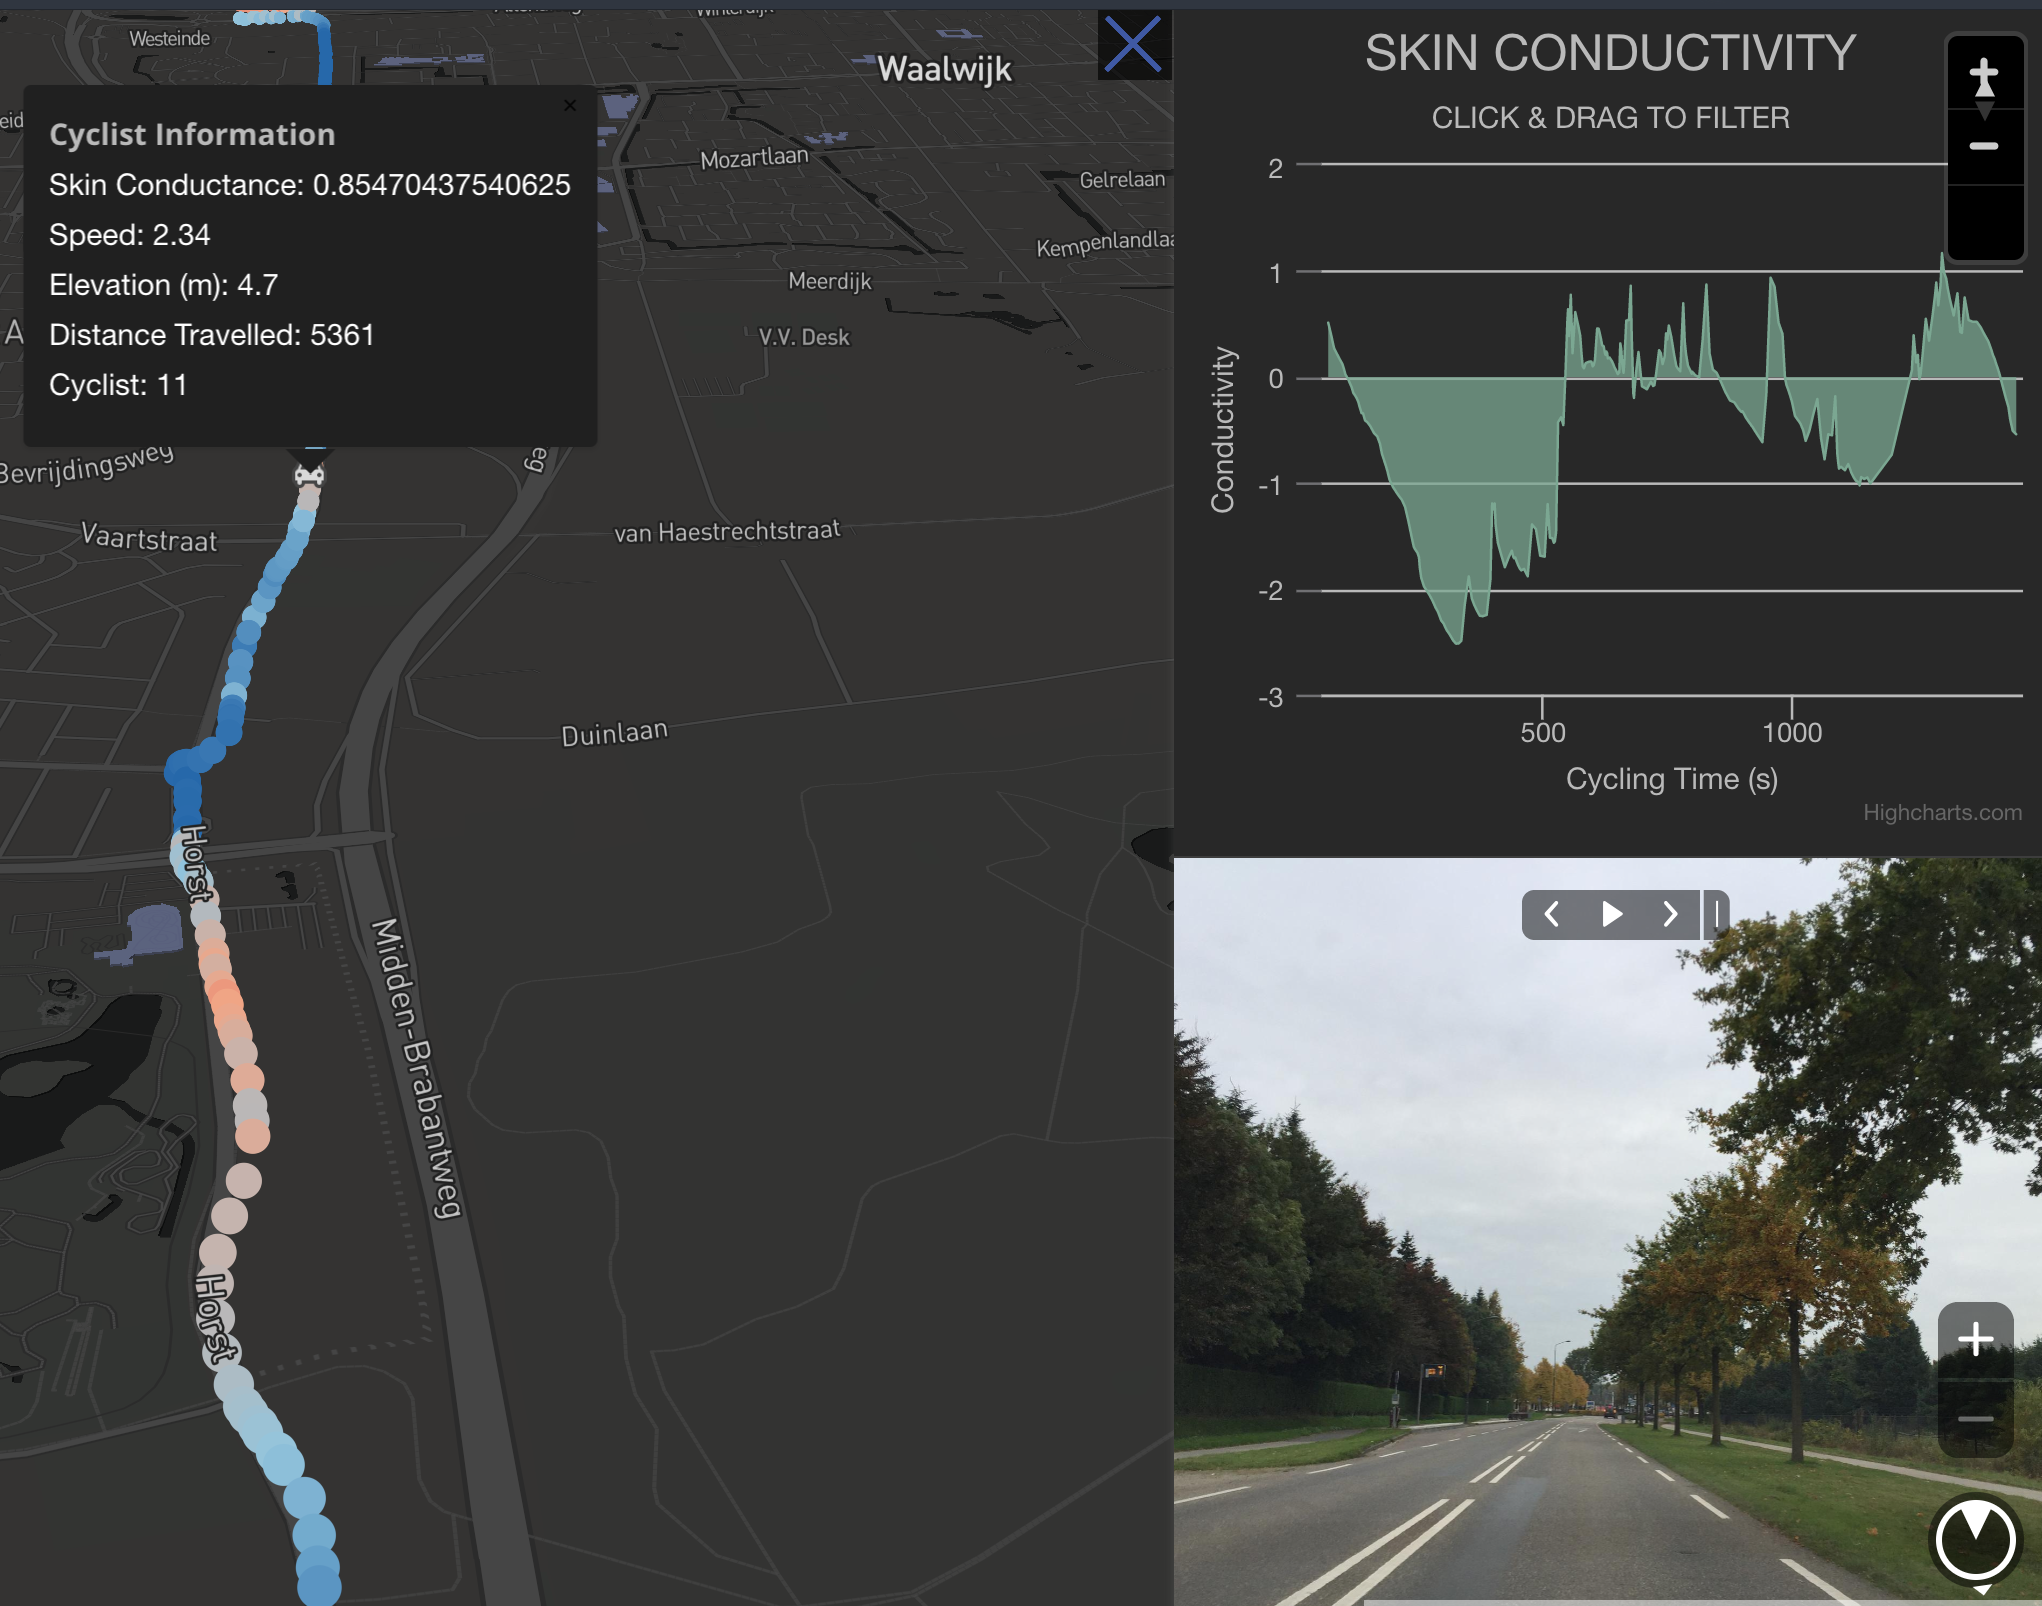 Westeinde
Waalwijk
Cyclist Information
Skin Conductance: 0.85470437540625
Speed: 2.34
Elevation (m): 4.7
Distance Travelled: 5361
Cyclist: 11
Mozartlaan
Gelrelaan
Kempenlandlaa
Meerdijk
V.V. Desk
Bevrijdingsweg
Vaartstraat
van Haestrechtstraat
Duinlaan
Horst
Midden-Brabantweg
Horst
SKIN CONDUCTIVITY
CLICK & DRAG TO FILTER
2
1
0
-1
-2
-3
Conductivity
500
1000
Cycling Time (s)
Highcharts.com